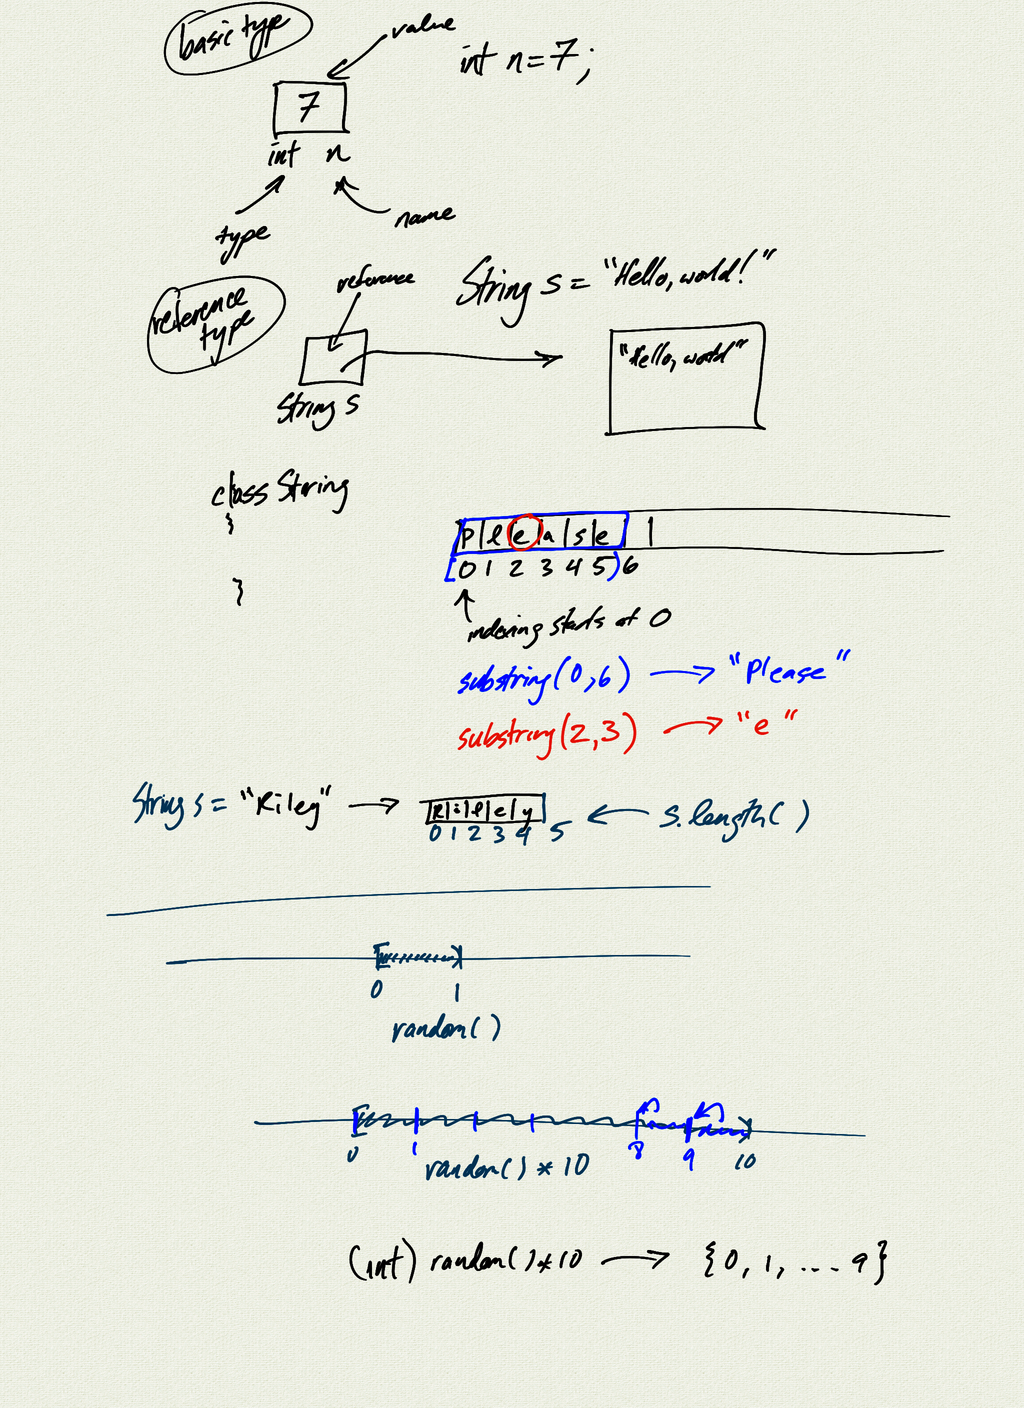 basic type
value
int n = 7;
7
int n
type
name
reference type
reference
String s = "Hello, world!"
"Hello, world"
String s
class String
{
}
P l e a s e
[0 1 2 3 4 5) 6
indexing starts at 0
substring(0,6) → "Please"
substring(2,3) → "e"
String s = "Riley" → R i l e y ← s.length( )
0 1 2 3 4 5
0 1
random( )
0 1 8 9 10
random( ) * 10
(int) random( ) * 10 → {0, 1, ... 9}